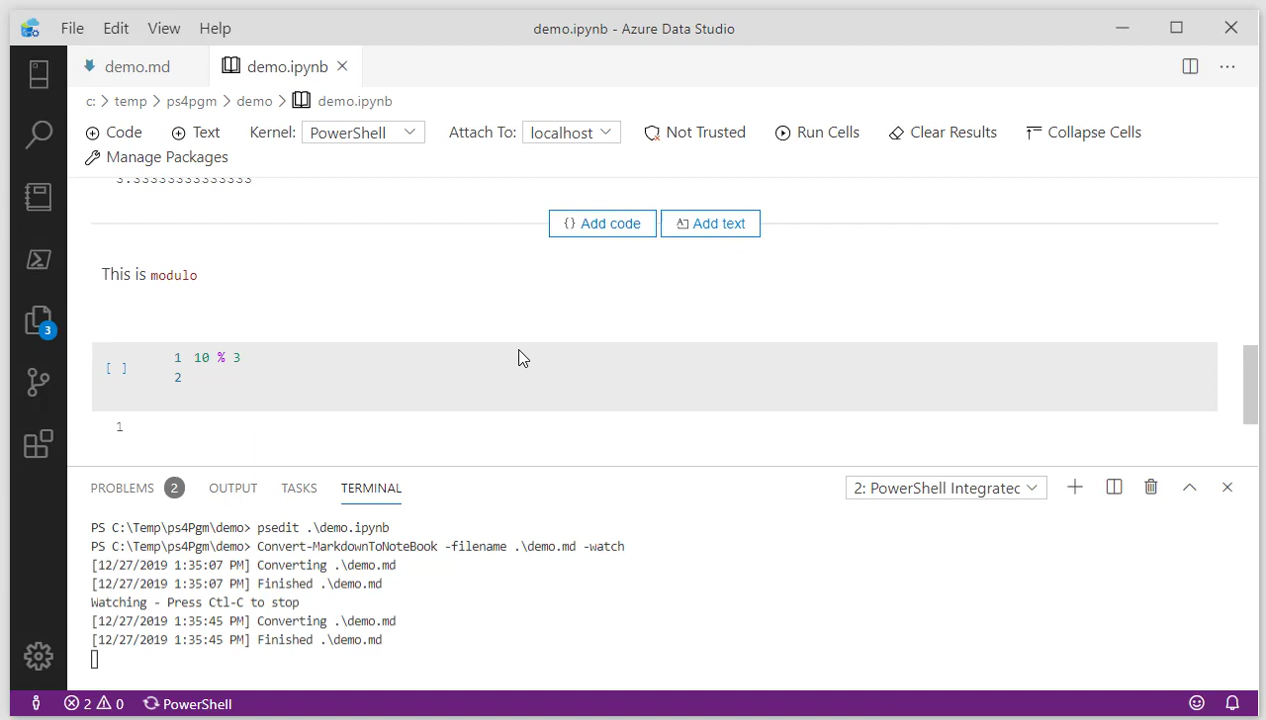 File Edit View Help demo.ipynb - Azure Data Studio
demo.md demo.ipynb
c: temp ps4pgm demo demo.ipynb
Code Text Kernel: PowerShell Attach To: localhost Not Trusted Run Cells Clear Results Collapse Cells
Manage Packages
3.33333333333333
{} Add code Add text
This is modulo
1 10 % 3
[ ]
2
1
3
PROBLEMS 2 OUTPUT TASKS TERMINAL 2: PowerShell Integratec
PS C:\Temp\ps4Pgm\demo> psedit .\demo.ipynb
PS C:\Temp\ps4Pgm\demo> Convert-MarkdownToNoteBook -filename .\demo.md -watch
[12/27/2019 1:35:07 PM] Converting .\demo.md
[12/27/2019 1:35:07 PM] Finished .\demo.md
Watching - Press Ctl-C to stop
[12/27/2019 1:35:45 PM] Converting .\demo.md
[12/27/2019 1:35:45 PM] Finished .\demo.md
2 0 PowerShell